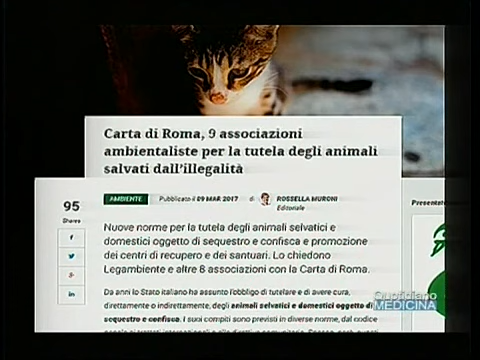 Carta di Roma, 9 associazioni
ambientaliste per la tutela degli animali
salvati dall'illegalità
95
Shares
AMBIENTE Pubblicato il 09 MAR 2017 di ROSSELLA MURONI
Editoriale
Nuove norme per la tutela degli animali selvatici e
domestici oggetto di sequestro e confisca e promozione
dei centri di recupero e dei santuari. Lo chiedono
Legambiente e altre 8 associazioni con la Carta di Roma.
Da anni lo Stato italiano ha assunto l'obbligo di tutelare e di avere cura,
direttamente o indirettamente, degli animali selvatici e domestici oggetto di
sequestro e confisca. I suoi compiti sono previsti in diverse norme, dal codice
Quotidiano
MEDICINA